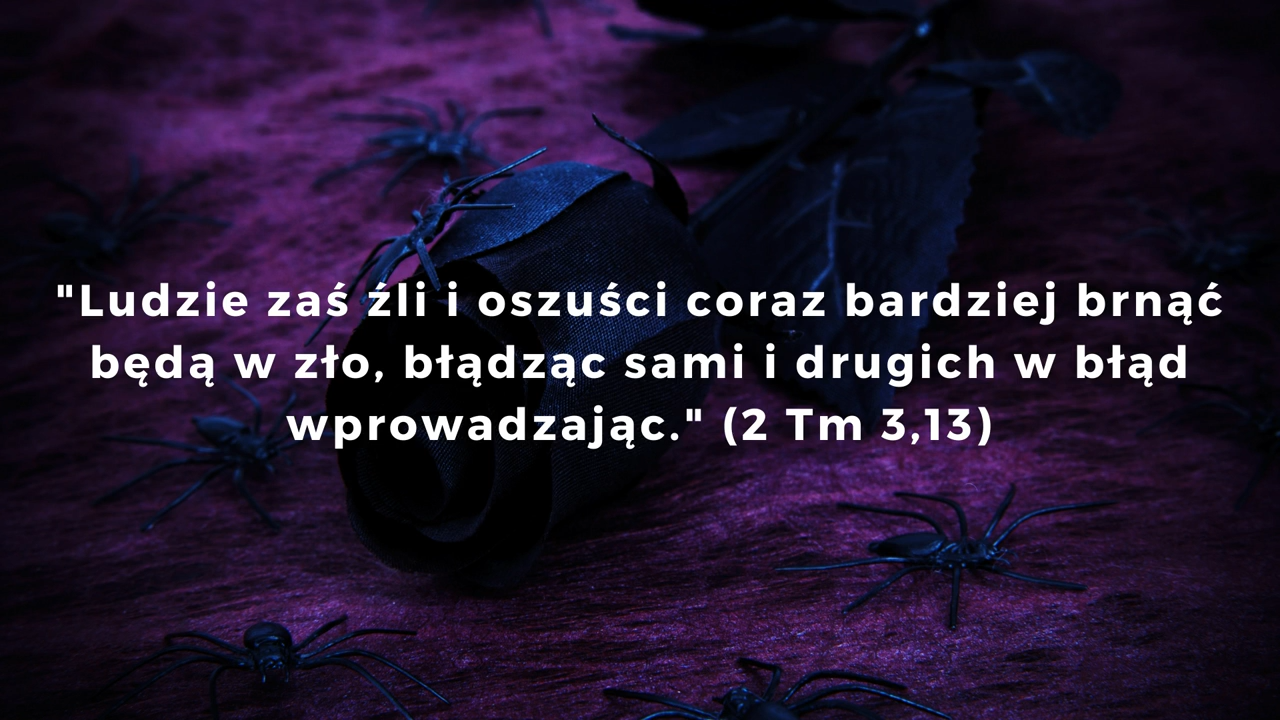 "Ludzie zaś źli i oszuści coraz bardziej brnąć
będą w zło, błądząc sami i drugich w błąd
wprowadzając." (2 Tm 3,13)